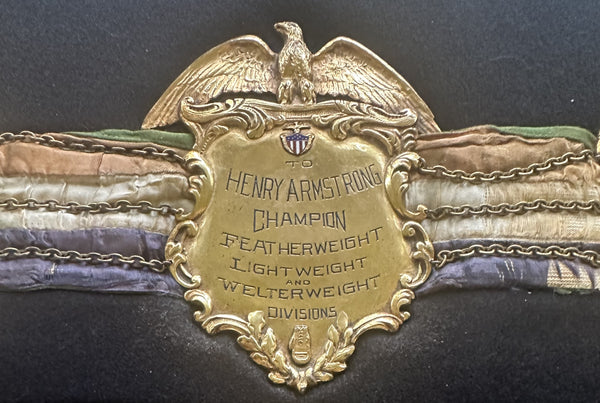 TO
HENRY ARMSTRONG
CHAMPION
FEATHERWEIGHT
LIGHTWEIGHT
AND
WELTERWEIGHT
DIVISIONS